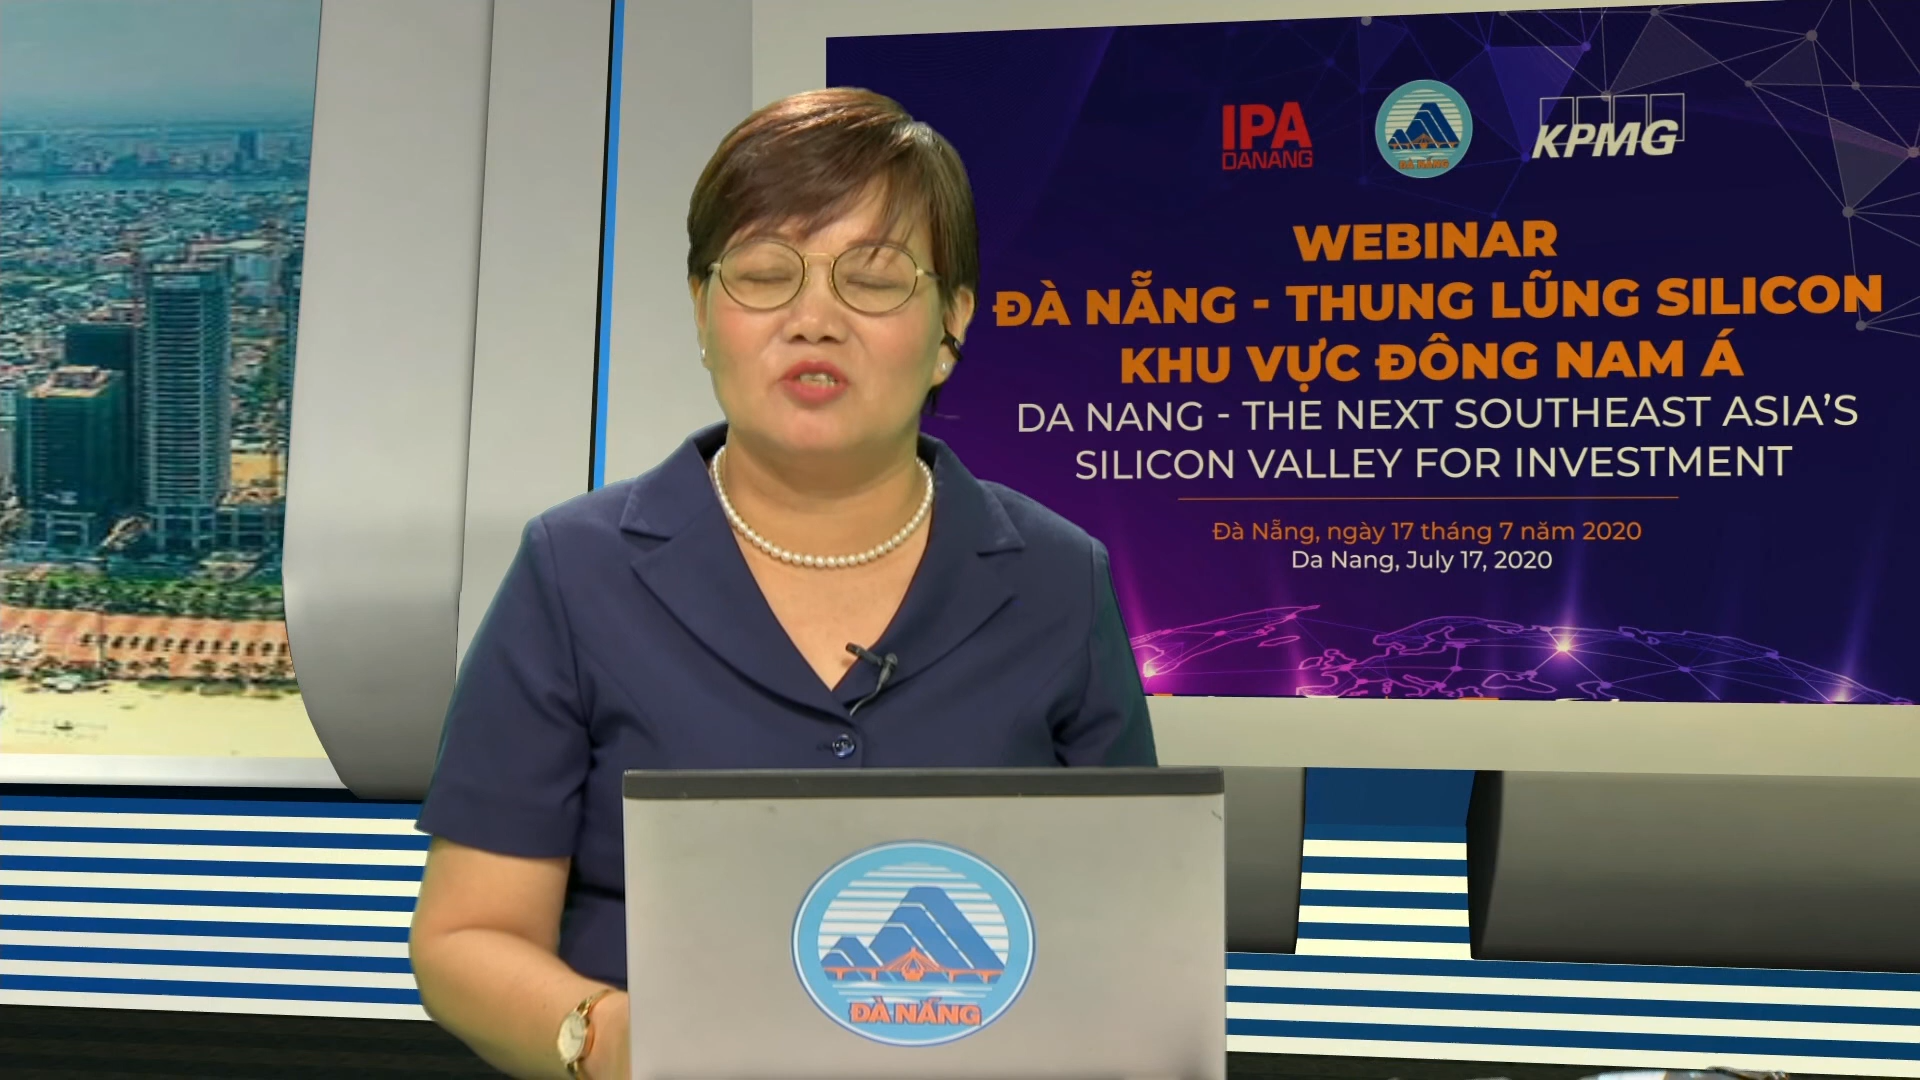 IPA
DANANG
ĐÀ NẴNG
KPMG
WEBINAR
ĐÀ NẴNG - THUNG LŨNG SILICON
KHU VỰC ĐÔNG NAM Á
DA NANG - THE NEXT SOUTHEAST ASIA'S
SILICON VALLEY FOR INVESTMENT
Đà Nẵng, ngày 17 tháng 7 năm 2020
Da Nang, July 17, 2020
ĐÀ NẴNG